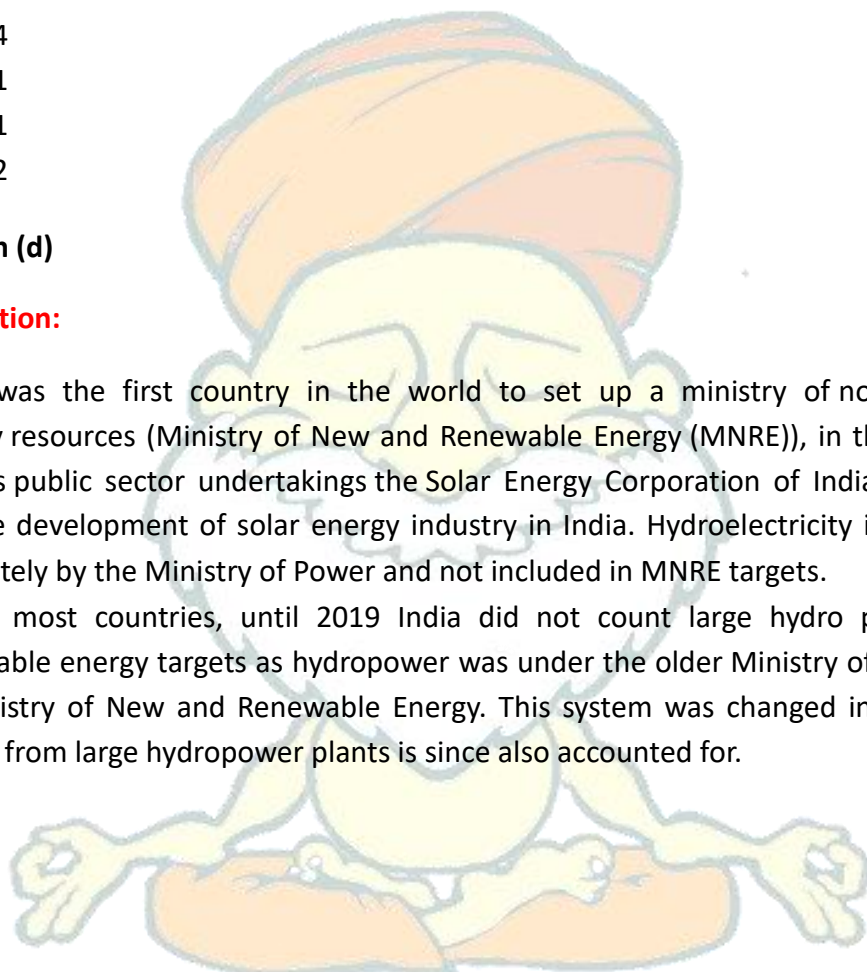 4
1
1
2
n (d)
tion:
was the first country in the world to set up a ministry of no
y resources (Ministry of New and Renewable Energy (MNRE)), in th
s public sector undertakings the Solar Energy Corporation of India
e development of solar energy industry in India. Hydroelectricity i
tely by the Ministry of Power and not included in MNRE targets.
most countries, until 2019 India did not count large hydro p
able energy targets as hydropower was under the older Ministry of
istry of New and Renewable Energy. This system was changed in
from large hydropower plants is since also accounted for.